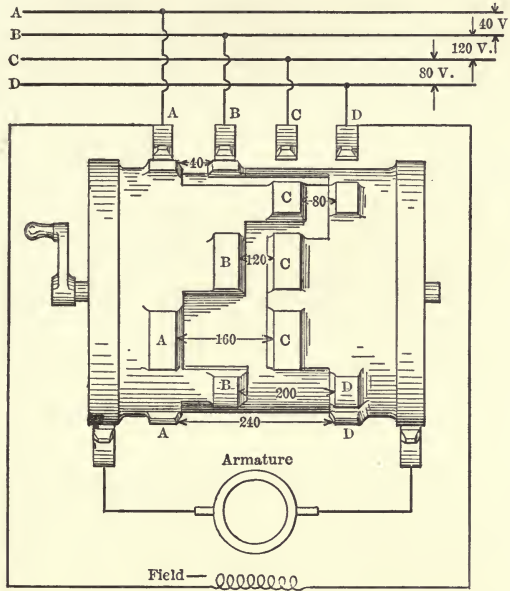 A
B
C
D
40 V
120 V.
80 V.
A B C D
40
C 80
B 120 C
A 160 C
B 200 D
A 240 D
Armature
Field